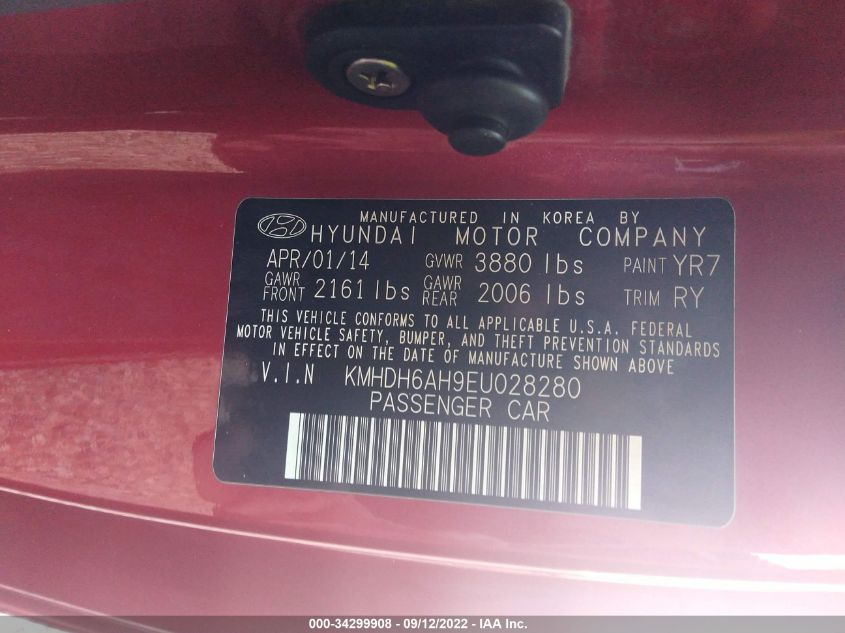 MANUFACTURED IN KOREA BY
HYUNDAI MOTOR COMPANY
APR/01/14 GVWR 3880 lbs PAINT YR7
GAWR FRONT 2161 lbs GAWR REAR 2006 lbs TRIM RY
THIS VEHICLE CONFORMS TO ALL APPLICABLE U.S.A. FEDERAL
MOTOR VEHICLE SAFETY, BUMPER, AND THEFT PREVENTION STANDARDS
IN EFFECT ON THE DATE OF MANUFACTURE SHOWN ABOVE
V.I.N KMHDH6AH9EU028280
PASSENGER CAR
000-34299908 - 09/12/2022 - IAA Inc.